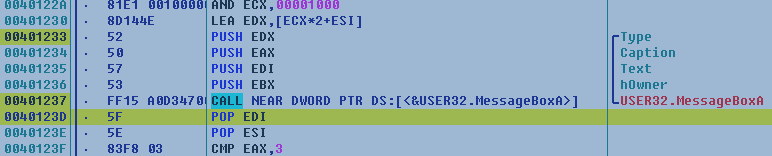 0040122A · 81E1 00100000 AND ECX,00001000
00401230 · 8D144E LEA EDX,[ECX*2+ESI]
00401233 · 52 PUSH EDX Type
00401234 · 50 PUSH EAX Caption
00401235 · 57 PUSH EDI Text
00401236 · 53 PUSH EBX hOwner
00401237 · FF15 A0D34700 CALL NEAR DWORD PTR DS:[<&USER32.MessageBoxA>] USER32.MessageBoxA
0040123D · 5F POP EDI
0040123E · 5E POP ESI
0040123F · 83F8 03 CMP EAX,3